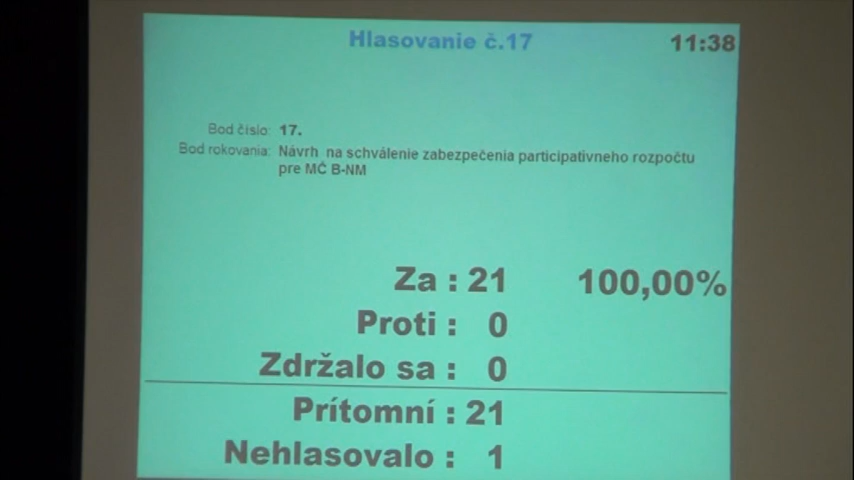 Hlasovanie č.17 11:38
Bod číslo: 17.
Bod rokovania: Návrh na schválenie zabezpečenia participativneho rozpočtu
pre MČ B-NM
Za : 21 100,00%
Proti : 0
Zdržalo sa : 0
Prítomní : 21
Nehlasovalo : 1